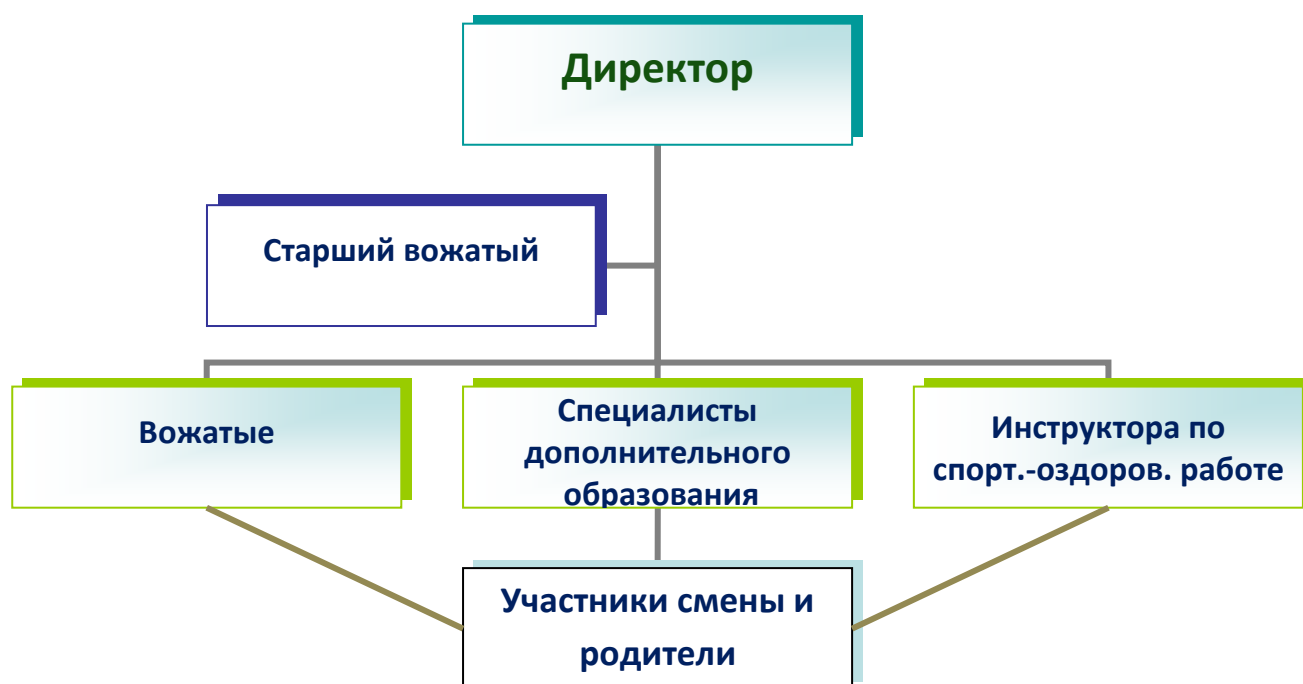 Директор
Старший вожатый
Вожатые
Специалисты
дополнительного
образования
Инструктора по
спорт.-оздоров. работе
Участники смены и
родители